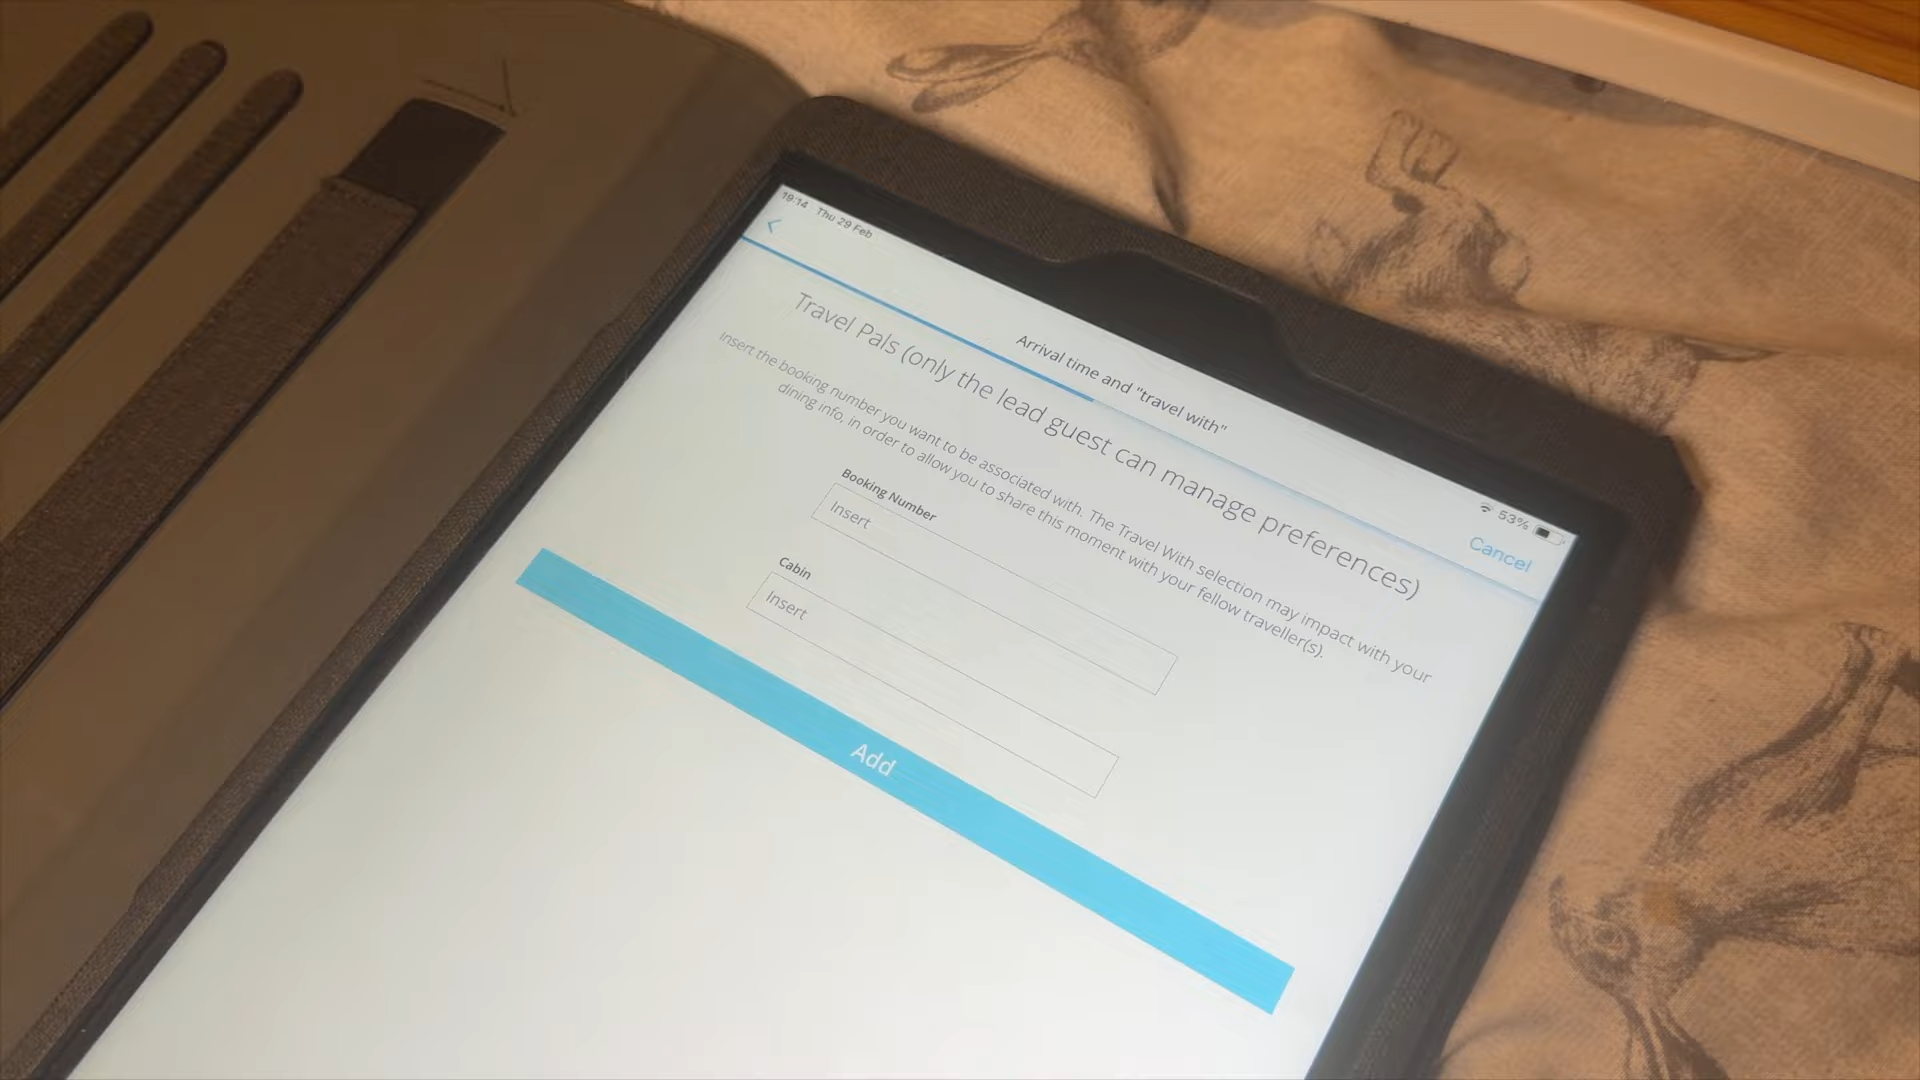 19:14 Thu 29 Feb
53%
Arrival time and "travel with"
Cancel
Travel Pals (only the lead guest can manage preferences)
Insert the booking number you want to be associated with. The Travel With selection may impact with your
dining info, in order to allow you to share this moment with your fellow traveller(s).
Booking Number
Insert
Cabin
Insert
Add